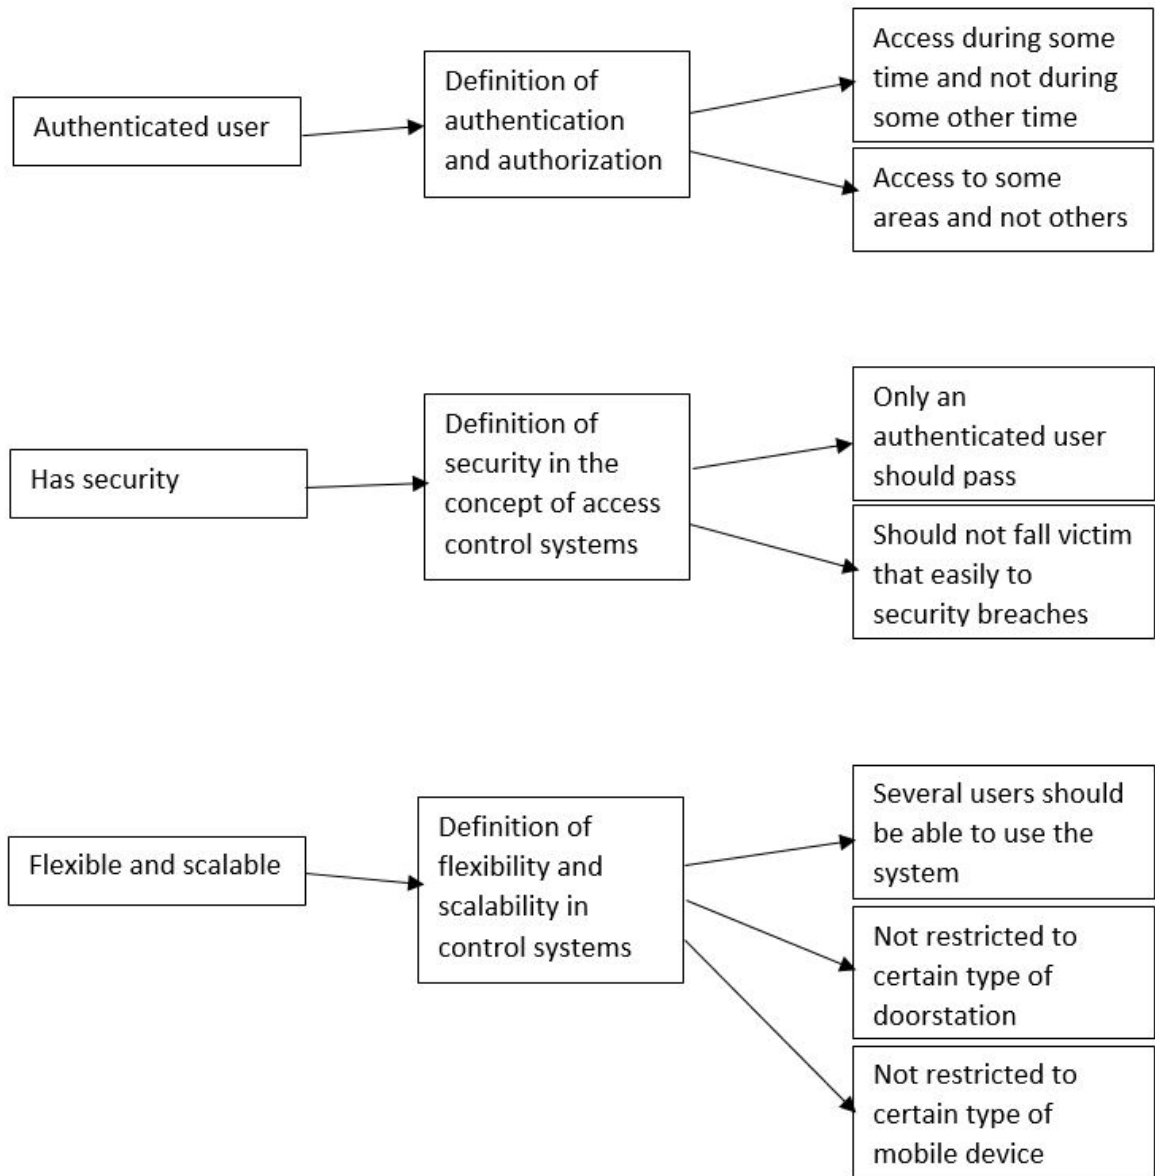 Authenticated user
Definition of
authentication
and authorization
Access during some
time and not during
some other time
Access to some
areas and not others
Has security
Definition of
security in the
concept of access
control systems
Only an
authenticated user
should pass
Should not fall victim
that easily to
security breaches
Flexible and scalable
Definition of
flexibility and
scalability in
control systems
Several users should
be able to use the
system
Not restricted to
certain type of
doorstation
Not restricted to
certain type of
mobile device